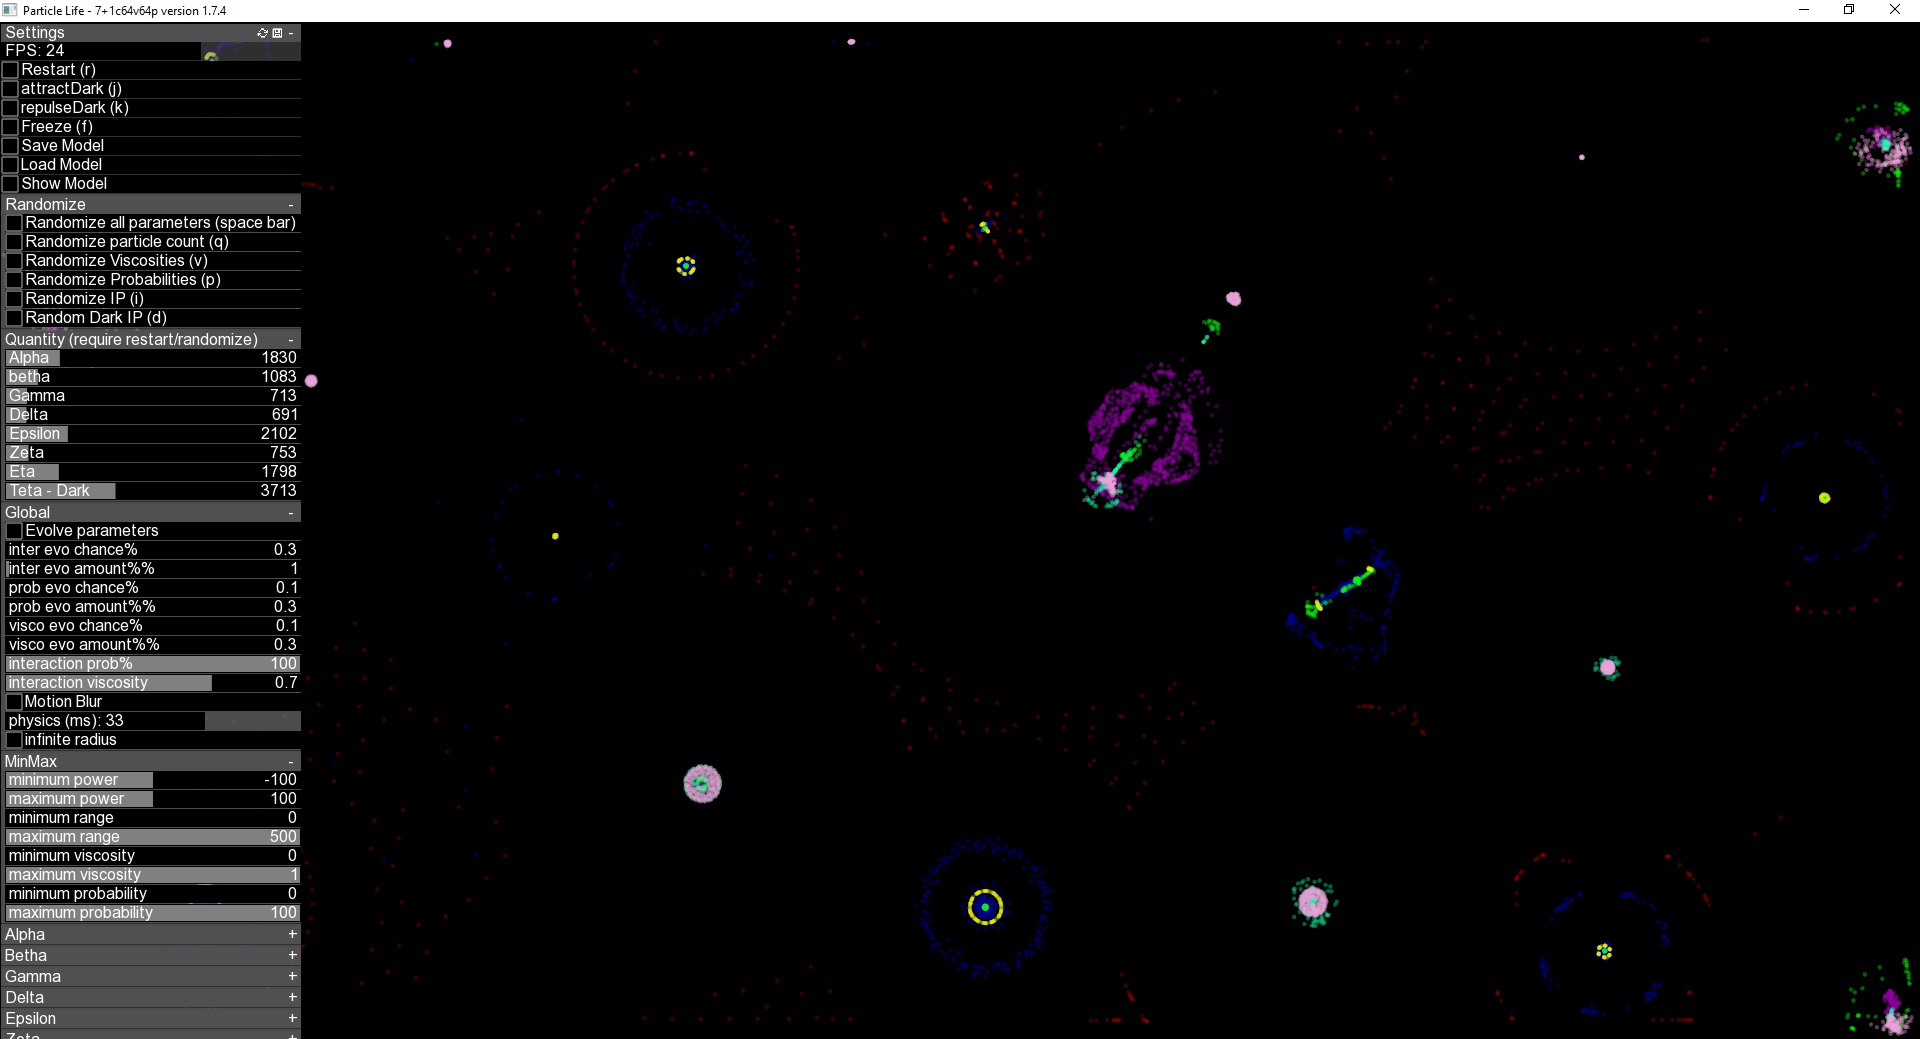 Particle Life - 7+1c64v64p version 1.7.4
Settings -
FPS: 24
Restart (r)
attractDark (j)
repulseDark (k)
Freeze (f)
Save Model
Load Model
Show Model
Randomize -
Randomize all parameters (space bar)
Randomize particle count (q)
Randomize Viscosities (v)
Randomize Probabilities (p)
Randomize IP (i)
Random Dark IP (d)
Quantity (require restart/randomize) -
Alpha 1830
betha 1083
Gamma 713
Delta 691
Epsilon 2102
Zeta 753
Eta 1798
Teta - Dark 3713
Global -
Evolve parameters
inter evo chance% 0.3
inter evo amount%% 1
prob evo chance% 0.1
prob evo amount%% 0.3
visco evo chance% 0.1
visco evo amount%% 0.3
interaction prob% 100
interaction viscosity 0.7
Motion Blur
physics (ms): 33
infinite radius
MinMax -
minimum power -100
maximum power 100
minimum range 0
maximum range 500
minimum viscosity 0
maximum viscosity 1
minimum probability 0
maximum probability 100
Alpha +
Betha +
Gamma +
Delta +
Epsilon +
Zeta +